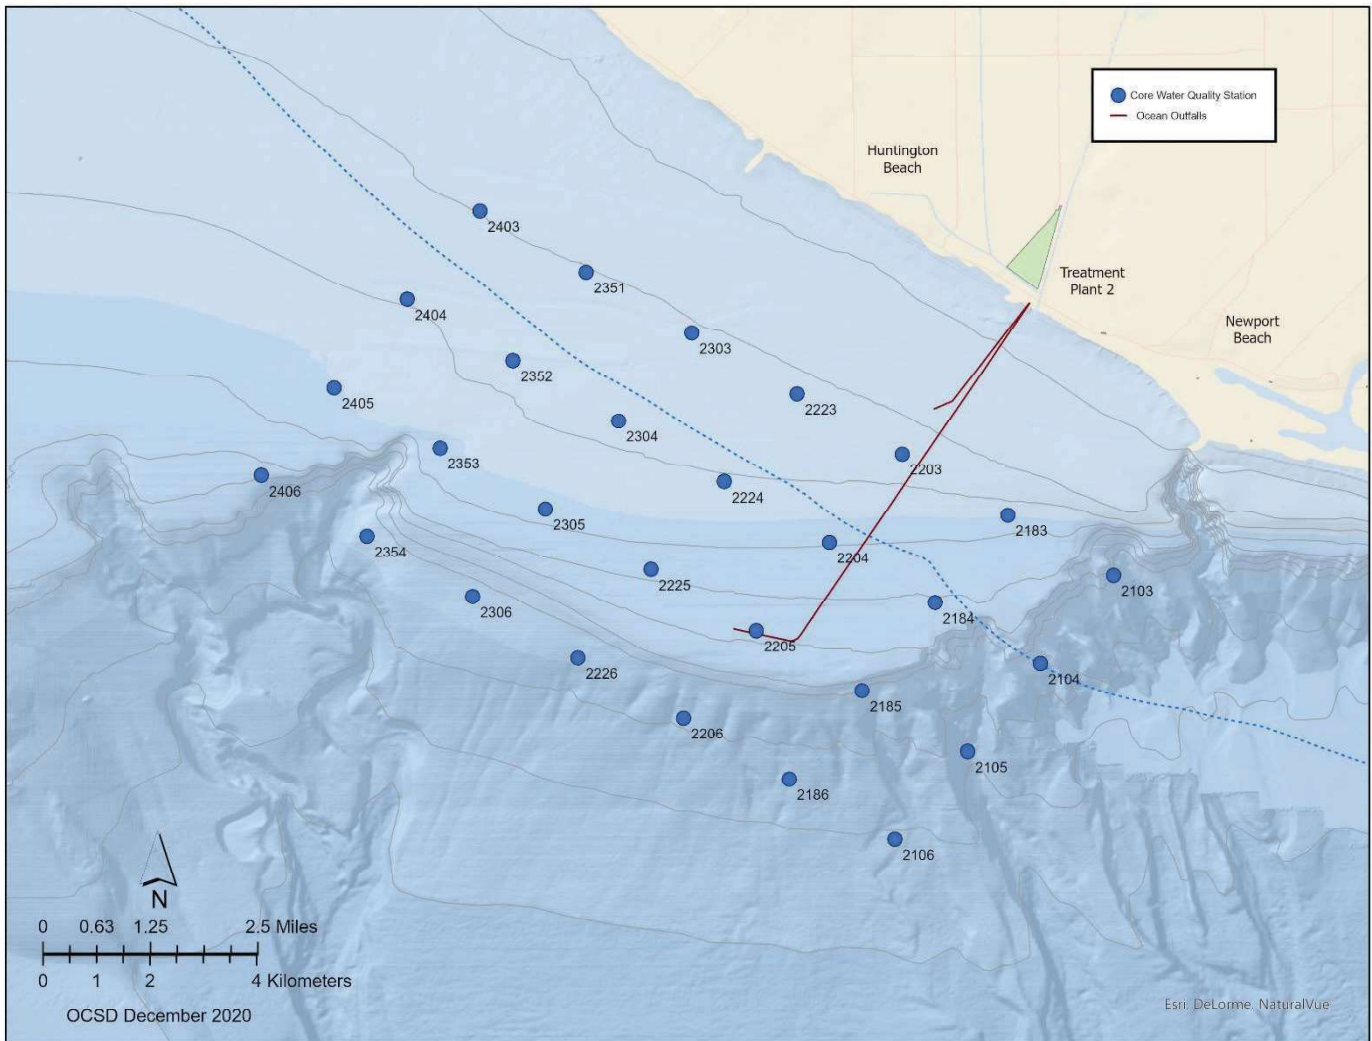 Core Water Quality Station
Ocean Outfalls
Huntington
Beach
Treatment
Plant 2
Newport
Beach
2403
2351
2404
2303
2352
2405
2223
2304
2353
2203
2406
2224
2305
2183
2354
2204
2225
2103
2306
2184
2205
2226
2104
2185
2206
2105
2186
2106
N
0 0.63 1.25 2.5 Miles
0 1 2 4 Kilometers
OCSD December 2020
Esri, DeLorme, NaturalVue